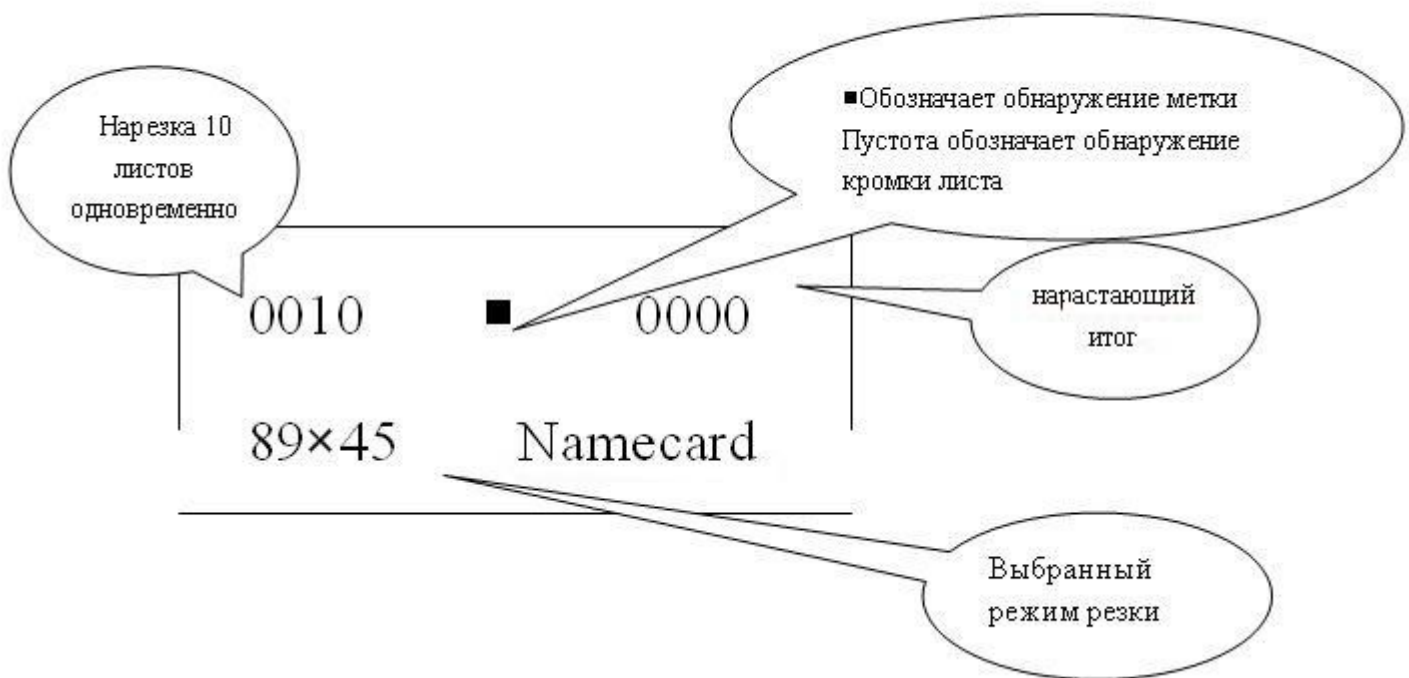 Нарезка 10
листов
одновременно
■Обозначает обнаружение метки
Пустота обозначает обнаружение
кромки листа
0010 ■ 0000
нарастающий
итог
89×45 Namecard
Выбранный
режим резки